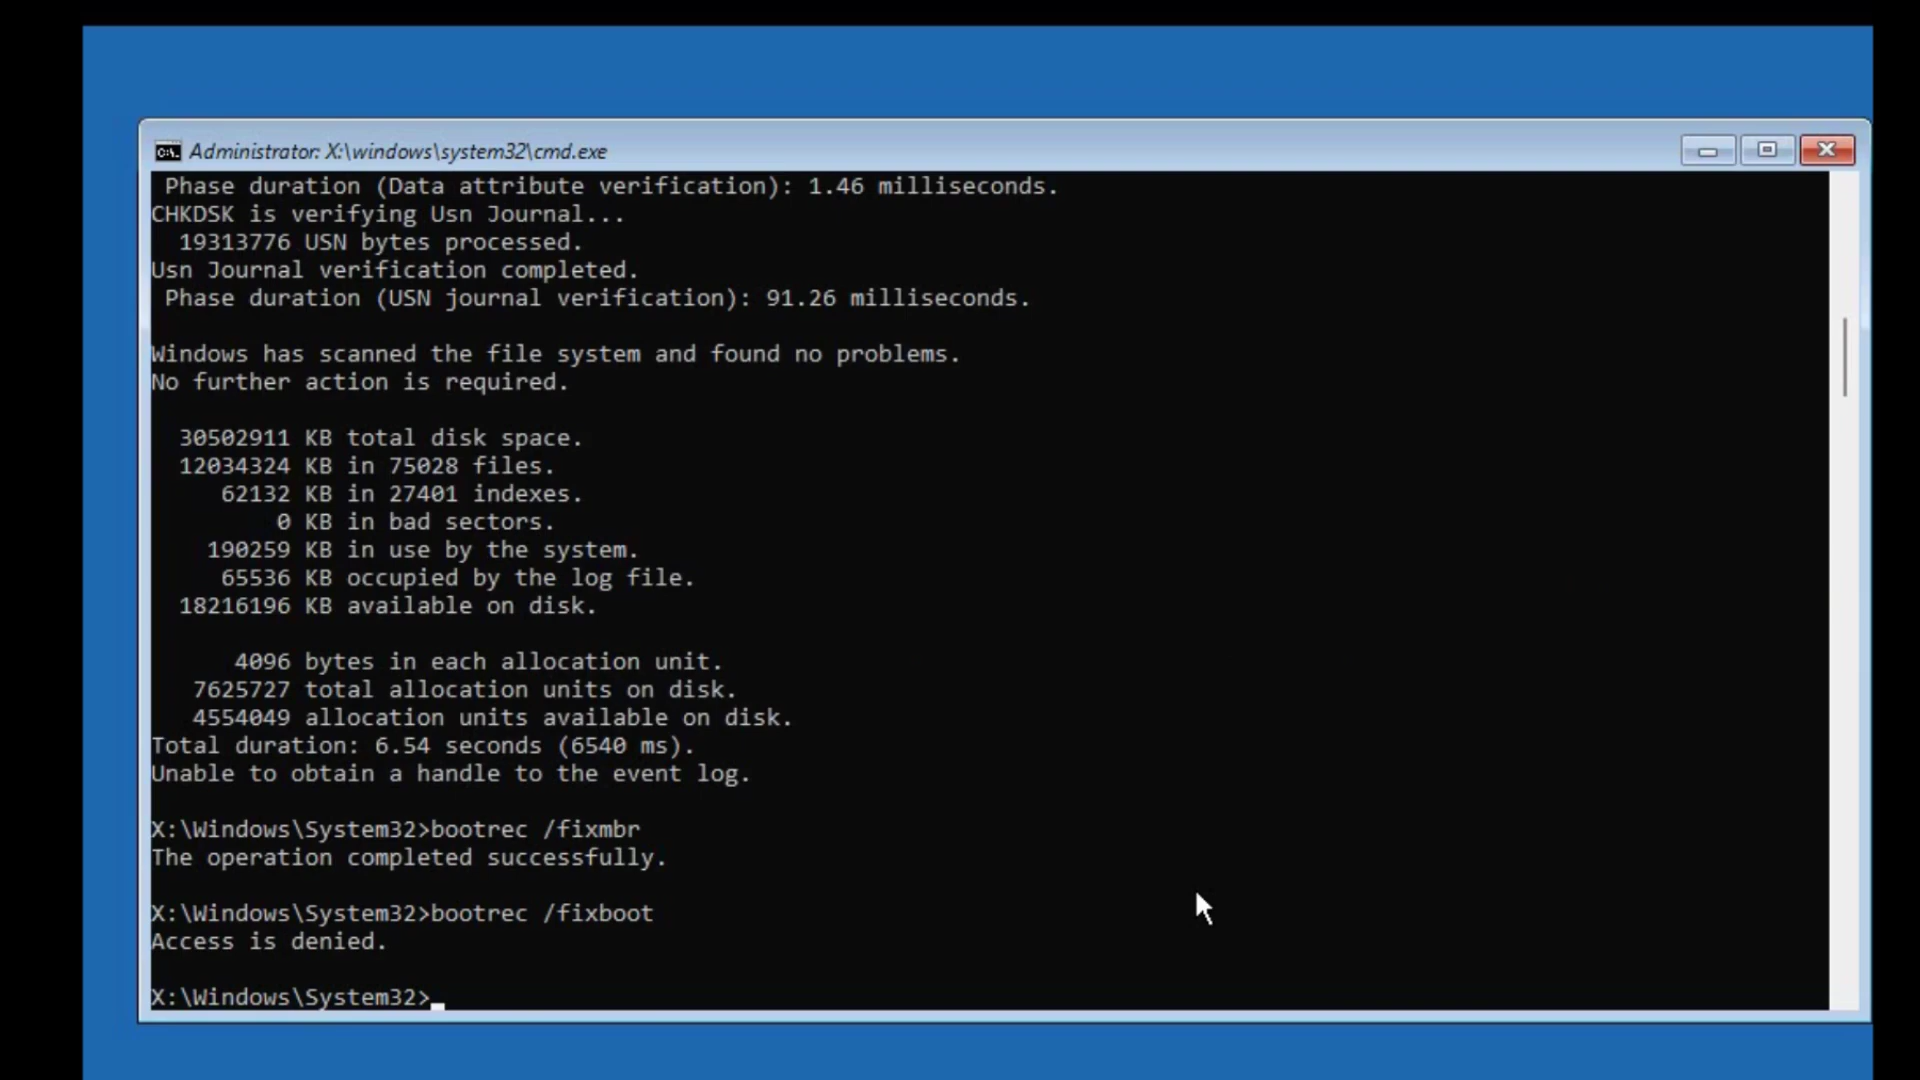 Administrator: X:\windows\system32\cmd.exe
Phase duration (Data attribute verification): 1.46 milliseconds.
CHKDSK is verifying Usn Journal...
19313776 USN bytes processed.
Usn Journal verification completed.
Phase duration (USN journal verification): 91.26 milliseconds.
Windows has scanned the file system and found no problems.
No further action is required.
30502911 KB total disk space.
12034324 KB in 75028 files.
62132 KB in 27401 indexes.
0 KB in bad sectors.
190259 KB in use by the system.
65536 KB occupied by the log file.
18216196 KB available on disk.
4096 bytes in each allocation unit.
7625727 total allocation units on disk.
4554049 allocation units available on disk.
Total duration: 6.54 seconds (6540 ms).
Unable to obtain a handle to the event log.
X:\Windows\System32>bootrec /fixmbr
The operation completed successfully.
X:\Windows\System32>bootrec /fixboot
Access is denied.
X:\Windows\System32>